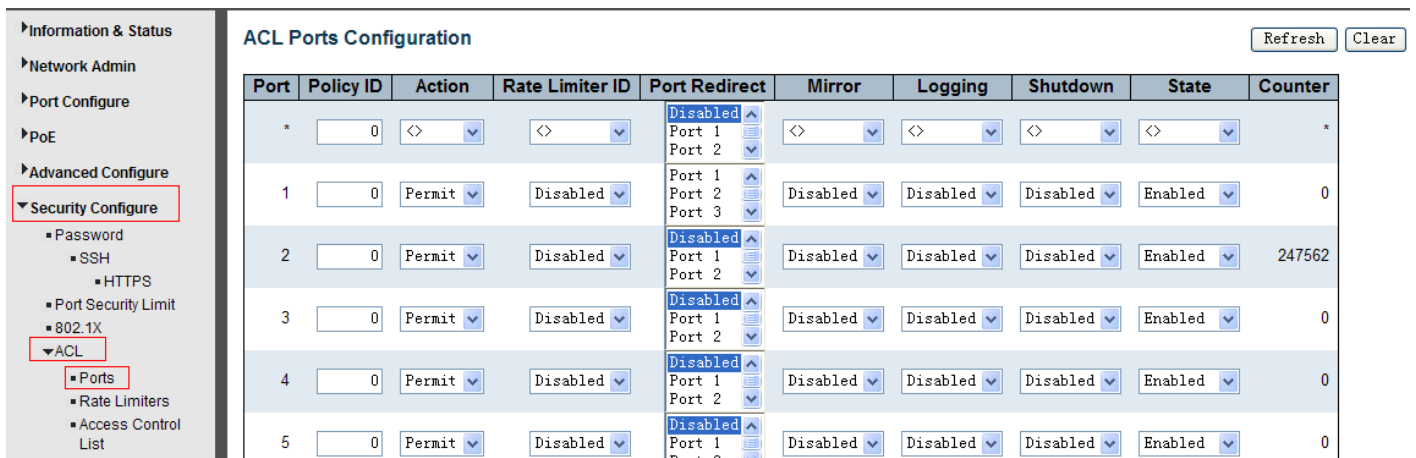 Information & Status
Network Admin
Port Configure
PoE
Advanced Configure
Security Configure
Password
SSH
HTTPS
Port Security Limit
802.1X
ACL
Ports
Rate Limiters
Access Control
List
ACL Ports Configuration
Refresh Clear
Port Policy ID Action Rate Limiter ID Port Redirect Mirror Logging Shutdown State Counter
Disabled
* 0 <> <> Port 1 <> <> <> <> *
Port 2
Port 1
1 0 Permit Disabled Port 2 Disabled Disabled Disabled Enabled 0
Port 3
Disabled
2 0 Permit Disabled Port 1 Disabled Disabled Disabled Enabled 247562
Port 2
Disabled
3 0 Permit Disabled Port 1 Disabled Disabled Disabled Enabled 0
Port 2
Disabled
4 0 Permit Disabled Port 1 Disabled Disabled Disabled Enabled 0
Port 2
Disabled
5 0 Permit Disabled Port 1 Disabled Disabled Disabled Enabled 0